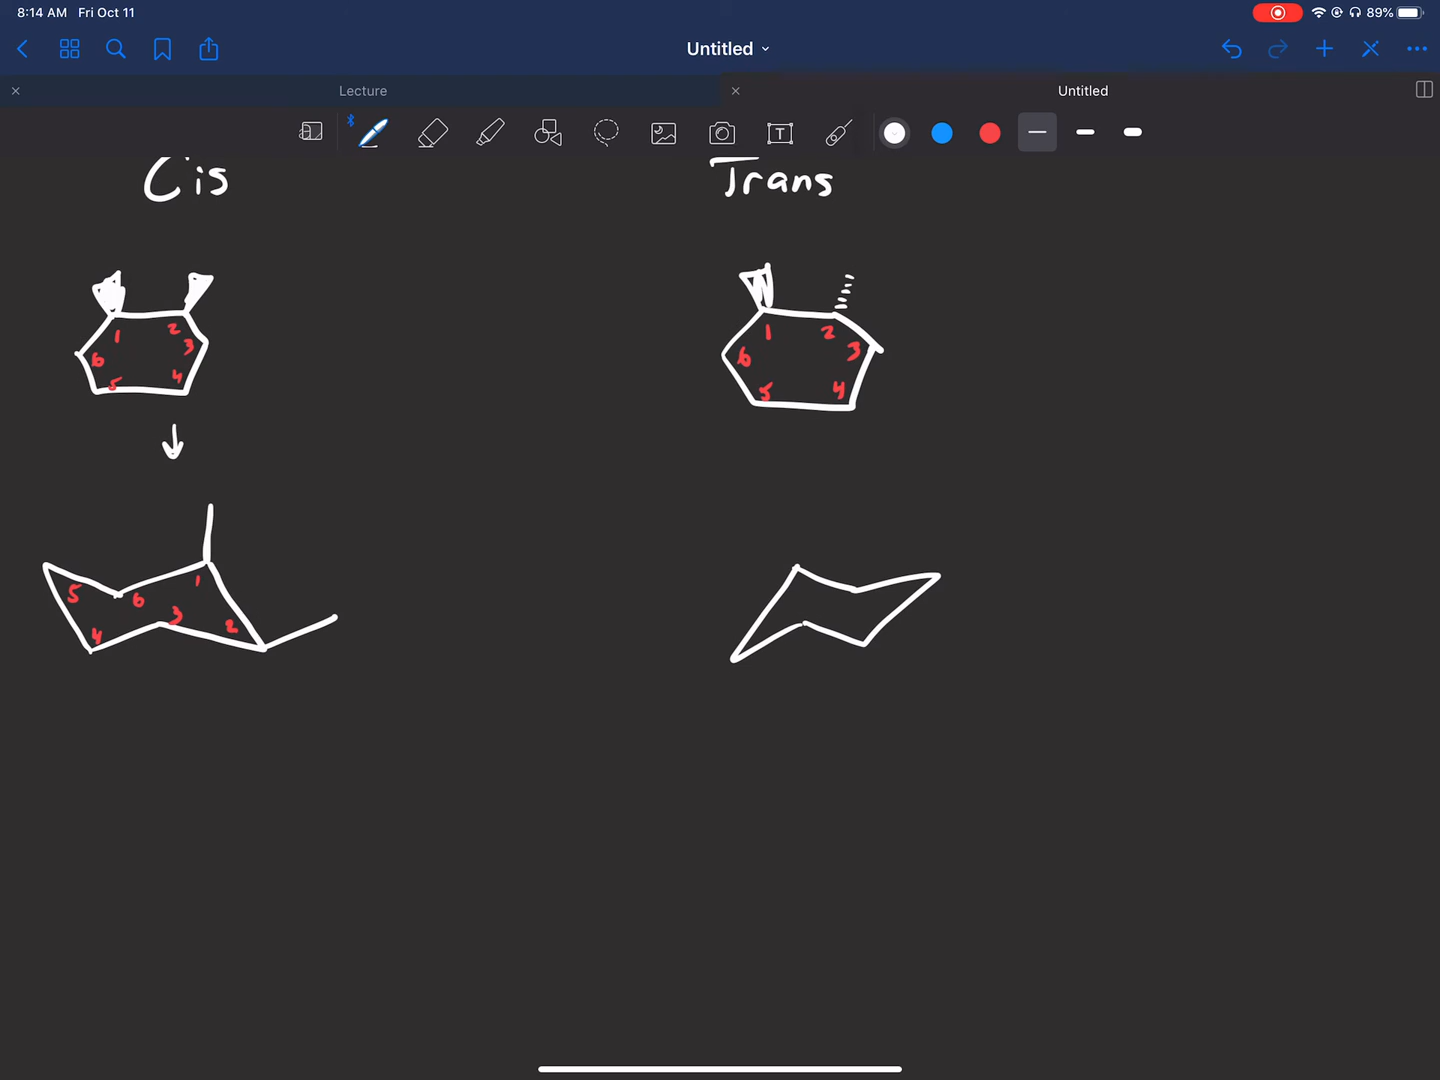 8:14 AM Fri Oct 11
89%
Untitled
Lecture
Untitled
T
Cis
Trans
1 2
6 3
5 4
1 2
6 3
5 4
5 6 1
4 3 2